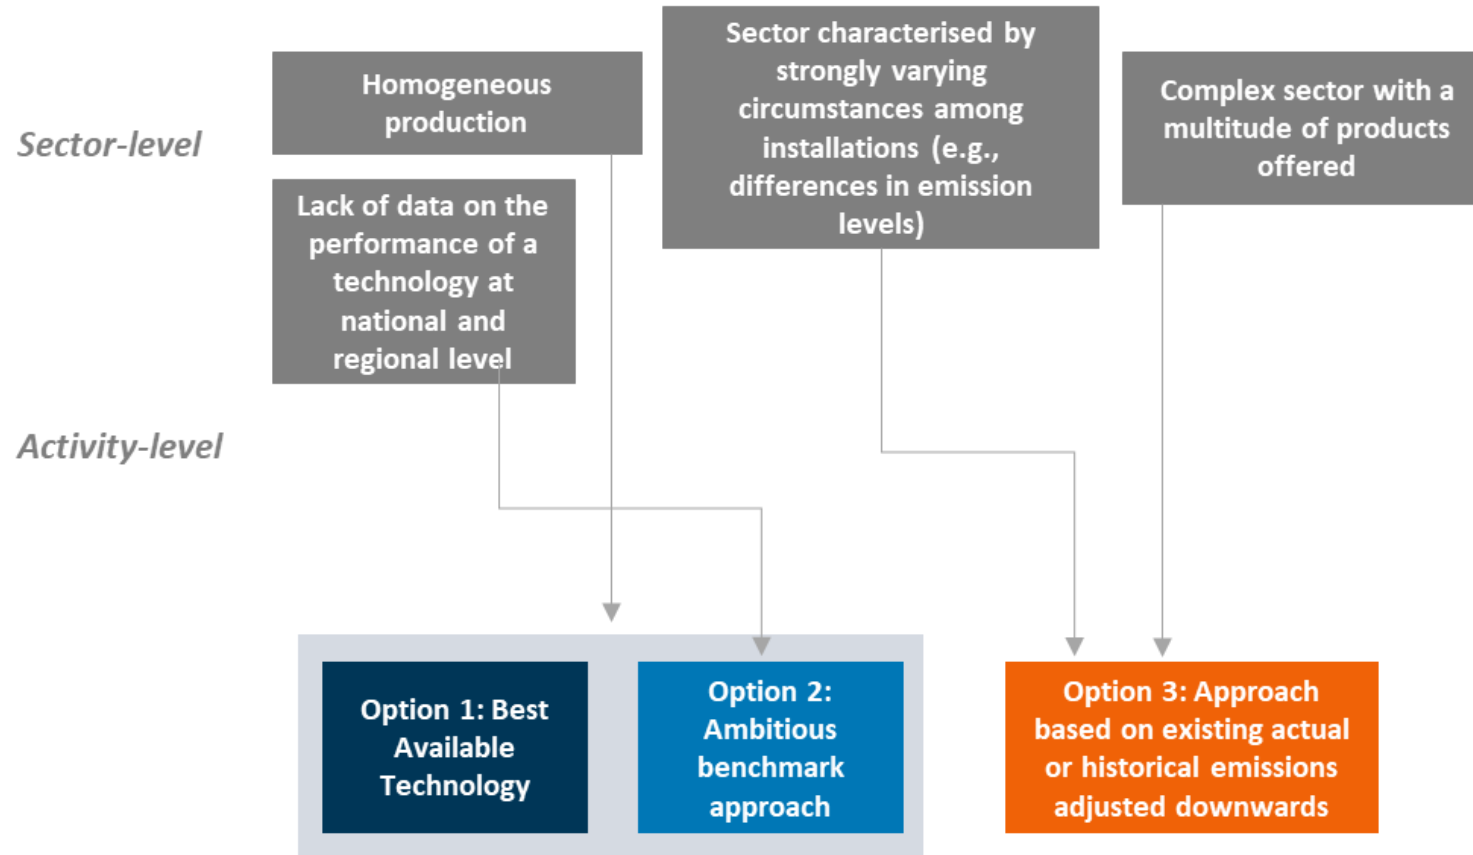 Sector-level
Homogeneous
production
Lack of data on the
performance of a
technology at
national and
regional level
Sector characterised by
strongly varying
circumstances among
installations (e.g.,
differences in emission
levels)
Complex sector with a
multitude of products
offered
Activity-level
Option 1: Best
Available
Technology
Option 2:
Ambitious
benchmark
approach
Option 3: Approach
based on existing actual
or historical emissions
adjusted downwards